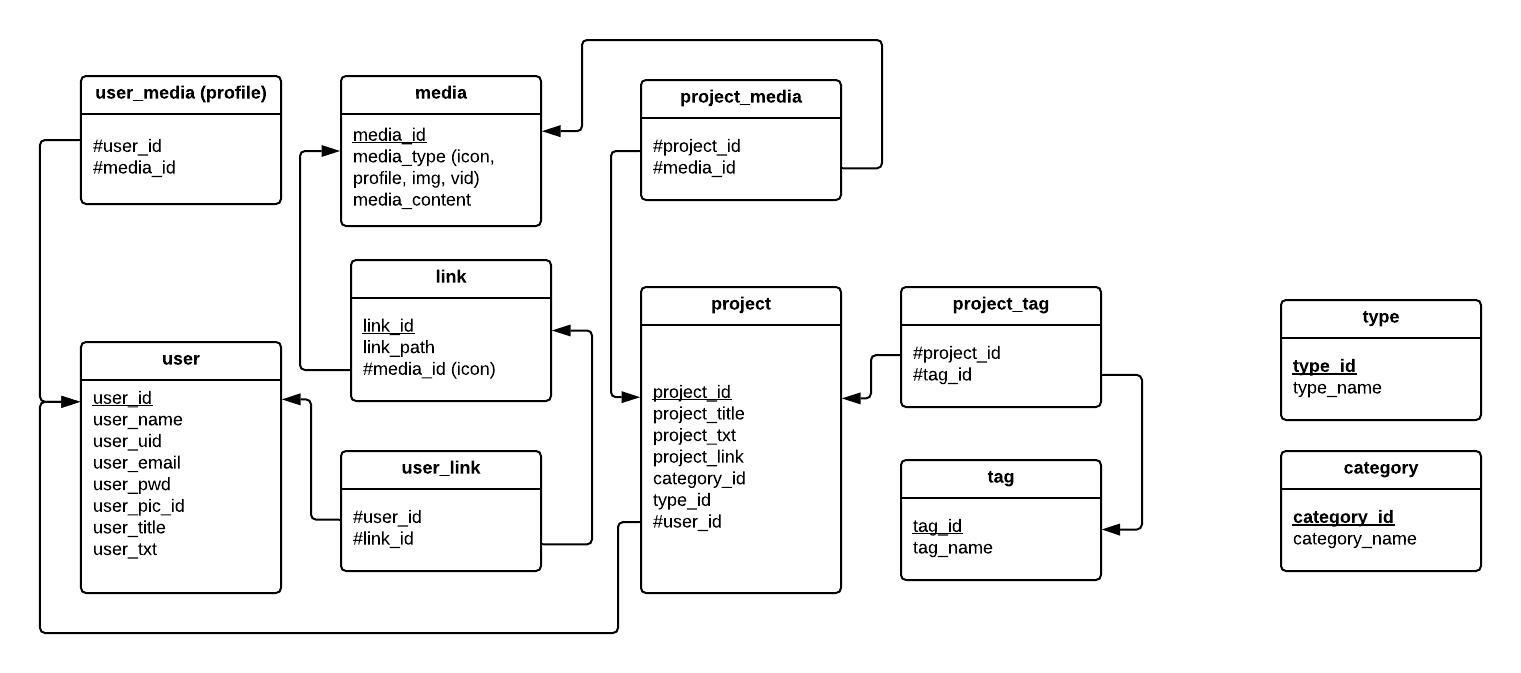 user_media (profile)
#user_id
#media_id
media
media_id
media_type (icon,
profile, img, vid)
media_content
project_media
#project_id
#media_id
link
link_id
link_path
#media_id (icon)
user
user_id
user_name
user_uid
user_email
user_pwd
user_pic_id
user_title
user_txt
user_link
#user_id
#link_id
project
project_id
project_title
project_txt
project_link
category_id
type_id
#user_id
project_tag
#project_id
#tag_id
tag
tag_id
tag_name
type
type_id
type_name
category
category_id
category_name